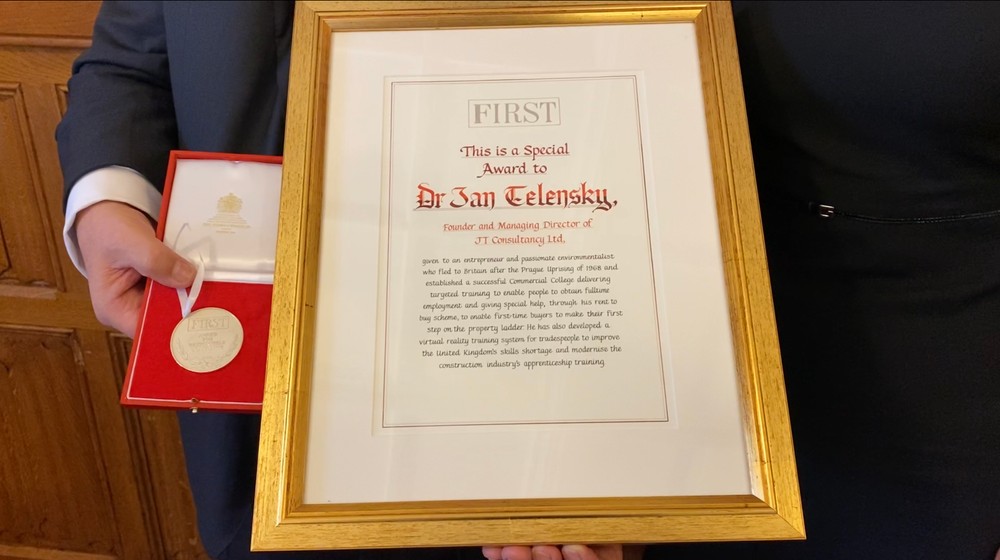 FIRST
This is a Special
Award to
Dr Jan Telensky,
Founder and Managing Director of
JT Consultancy Ltd,
given to an entrepreneur and passionate environmentalist
who fled to Britain after the Prague Uprising of 1968 and
established a successful Commercial College delivering
targeted training to enable people to obtain fulltime
employment and giving special help, through his rent to
buy scheme, to enable first-time buyers to make their first
step on the property ladder. He has also developed a
virtual reality training system for tradespeople to improve
the United Kingdom's skills shortage and modernise the
construction industry's apprenticeship training
FIRST